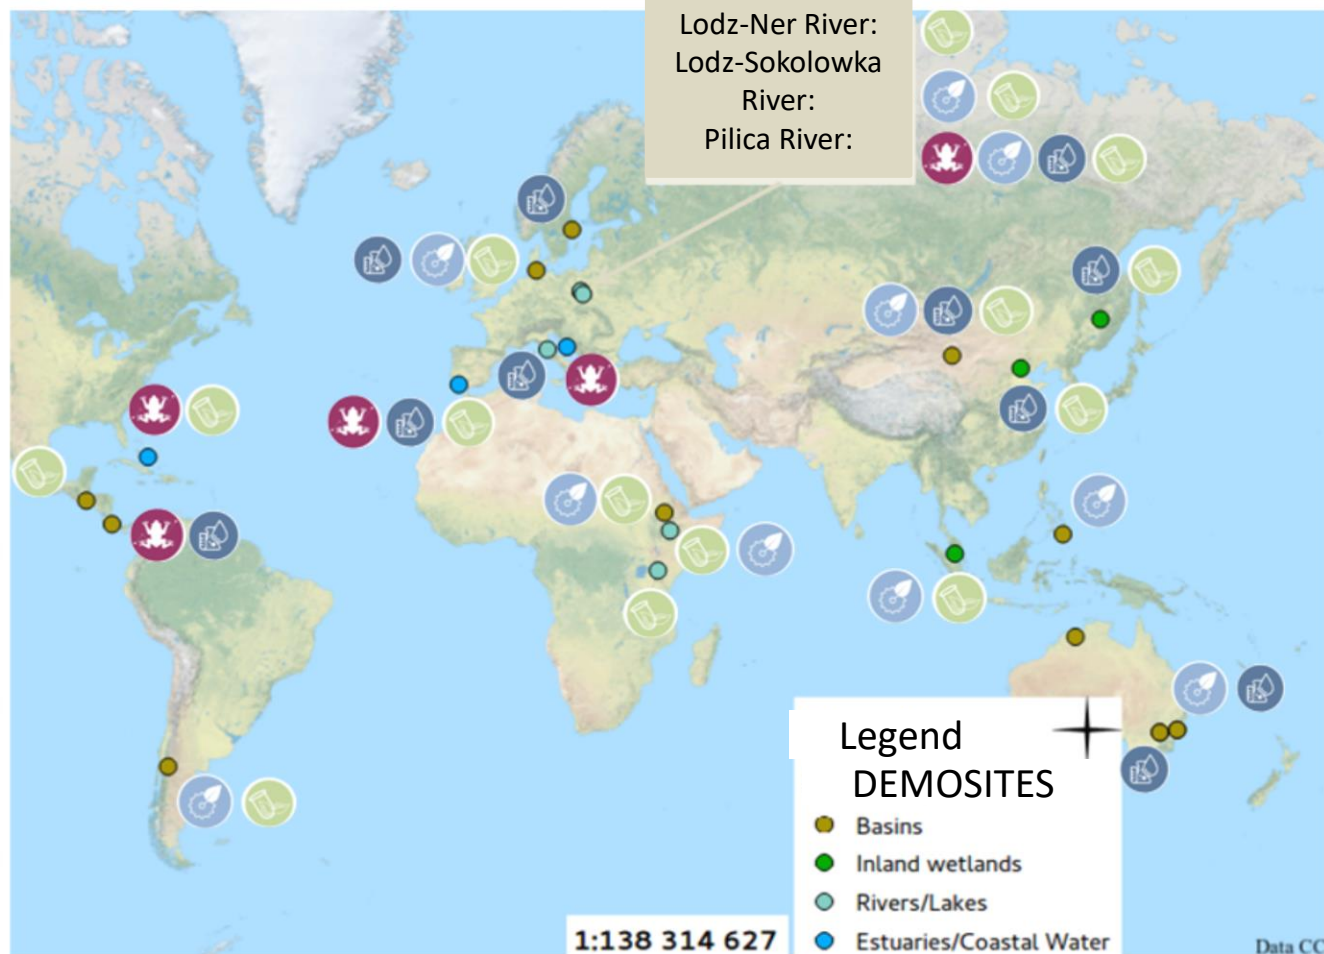 Lodz-Ner River:
Lodz-Sokolowka
River:
Pilica River:
Legend
DEMOSITES
Basins
Inland wetlands
Rivers/Lakes
Estuaries/Coastal Water
1:138 314 627
Data CC